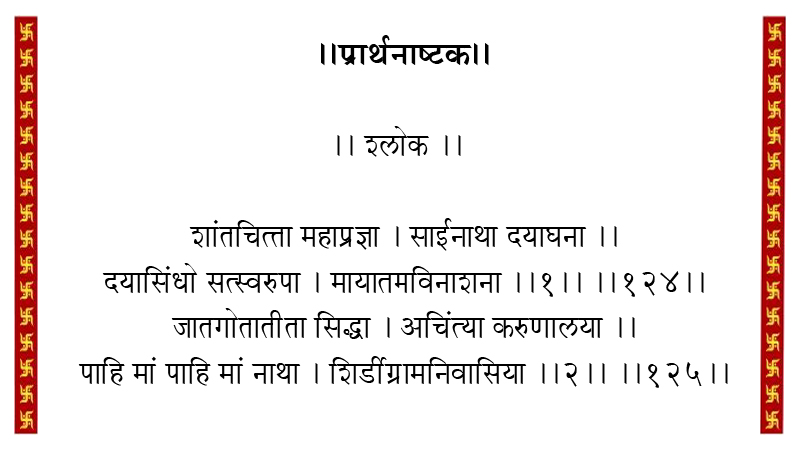 ।।प्रार्थनाष्टक।।
।। श्लोक ।।
शांतचित्ता महाप्रज्ञा । साईनाथा दयाघना ।।
दयासिंधो सत्स्वरुपा । मायातमविनाशना ।।१।। ।।१२४।।
जातगोतातीता सिद्धा । अचिंत्या करुणालया ।।
पाहि मां पाहि मां नाथा । शिर्डीग्रामनिवासिया ।।२।। ।।१२५।।